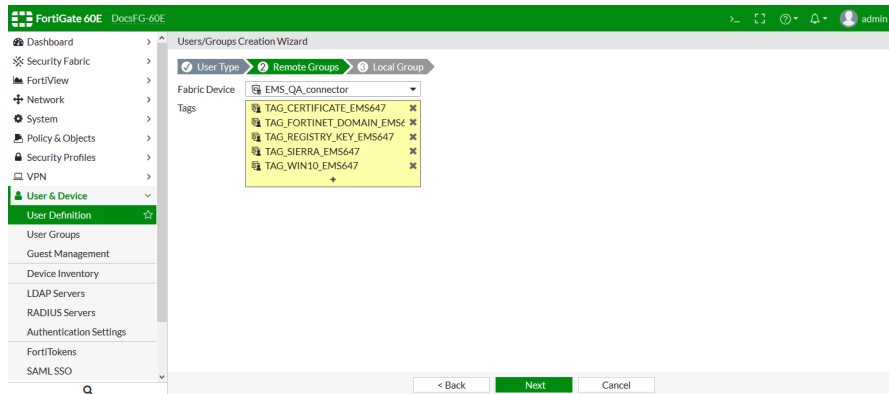 FortiGate 60E DocsFG-60E
>_ admin
Dashboard
Security Fabric
FortiView
Network
System
Policy & Objects
Security Profiles
VPN
User & Device
User Definition
User Groups
Guest Management
Device Inventory
LDAP Servers
RADIUS Servers
Authentication Settings
FortiTokens
SAML SSO
Users/Groups Creation Wizard
User Type 2 Remote Groups 3 Local Group
Fabric Device EMS_QA_connector
Tags TAG_CERTIFICATE_EMS647
TAG_FORTINET_DOMAIN_EMS6
TAG_REGISTRY_KEY_EMS647
TAG_SIERRA_EMS647
TAG_WIN10_EMS647
+
< Back Next Cancel